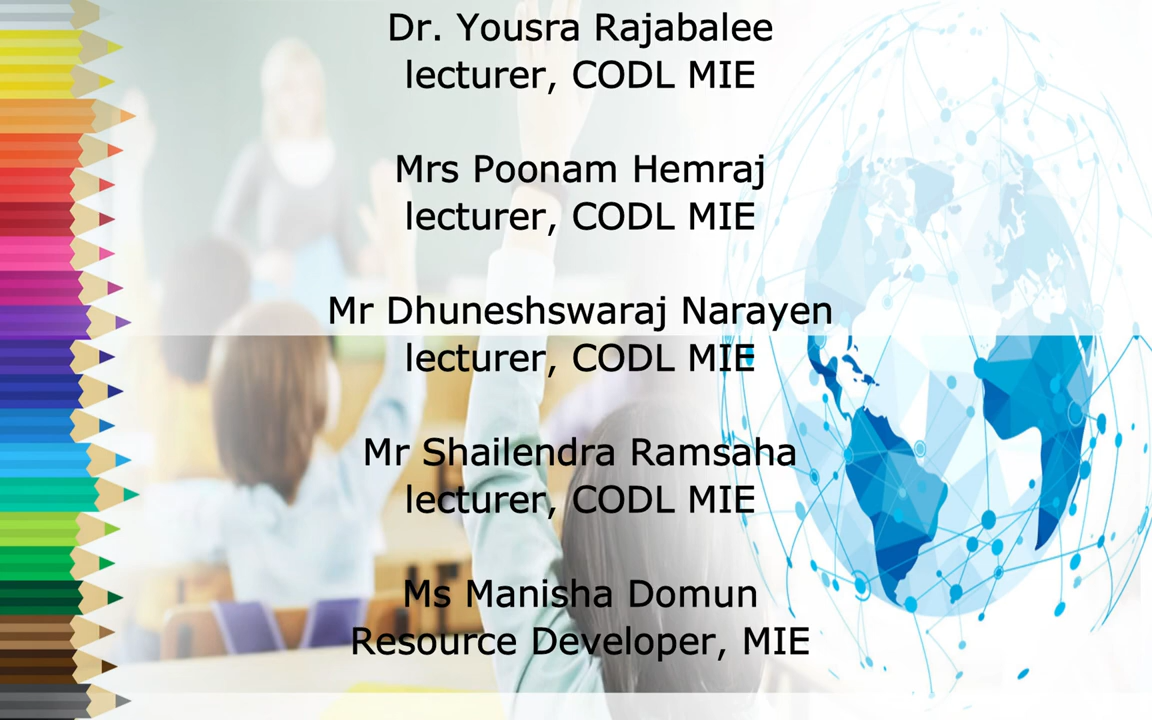 Dr. Yousra Rajabalee
lecturer, CODL MIE
Mrs Poonam Hemraj
lecturer, CODL MIE
Mr Dhuneshswaraj Narayen
lecturer, CODL MIE
Mr Shailendra Ramsaha
lecturer, CODL MIE
Ms Manisha Domun
Resource Developer, MIE